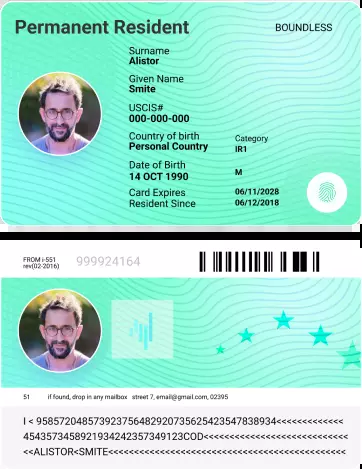 Permanent Resident
BOUNDLESS
Surname
Alistor
Given Name
Smite
USCIS#
000-000-000
Country of birth
Personal Country
Category
IR1
Date of Birth
14 OCT 1990
M
Card Expires 06/11/2028
Resident Since 06/12/2018
FROM i-551
rev(02-2016)
999924164
51 if found, drop in any mailbox street 7, email@gmail.com, 02395
I < 958572048573923756482920735625423547838934<<<<<<<<<<<<<
4543573458921934242357349123COD<<<<<<<<<<<<<<<<<<<<<<<<<<
<<ALISTOR<SMITE<<<<<<<<<<<<<<<<<<<<<<<<<<<<<<<<<<<<<